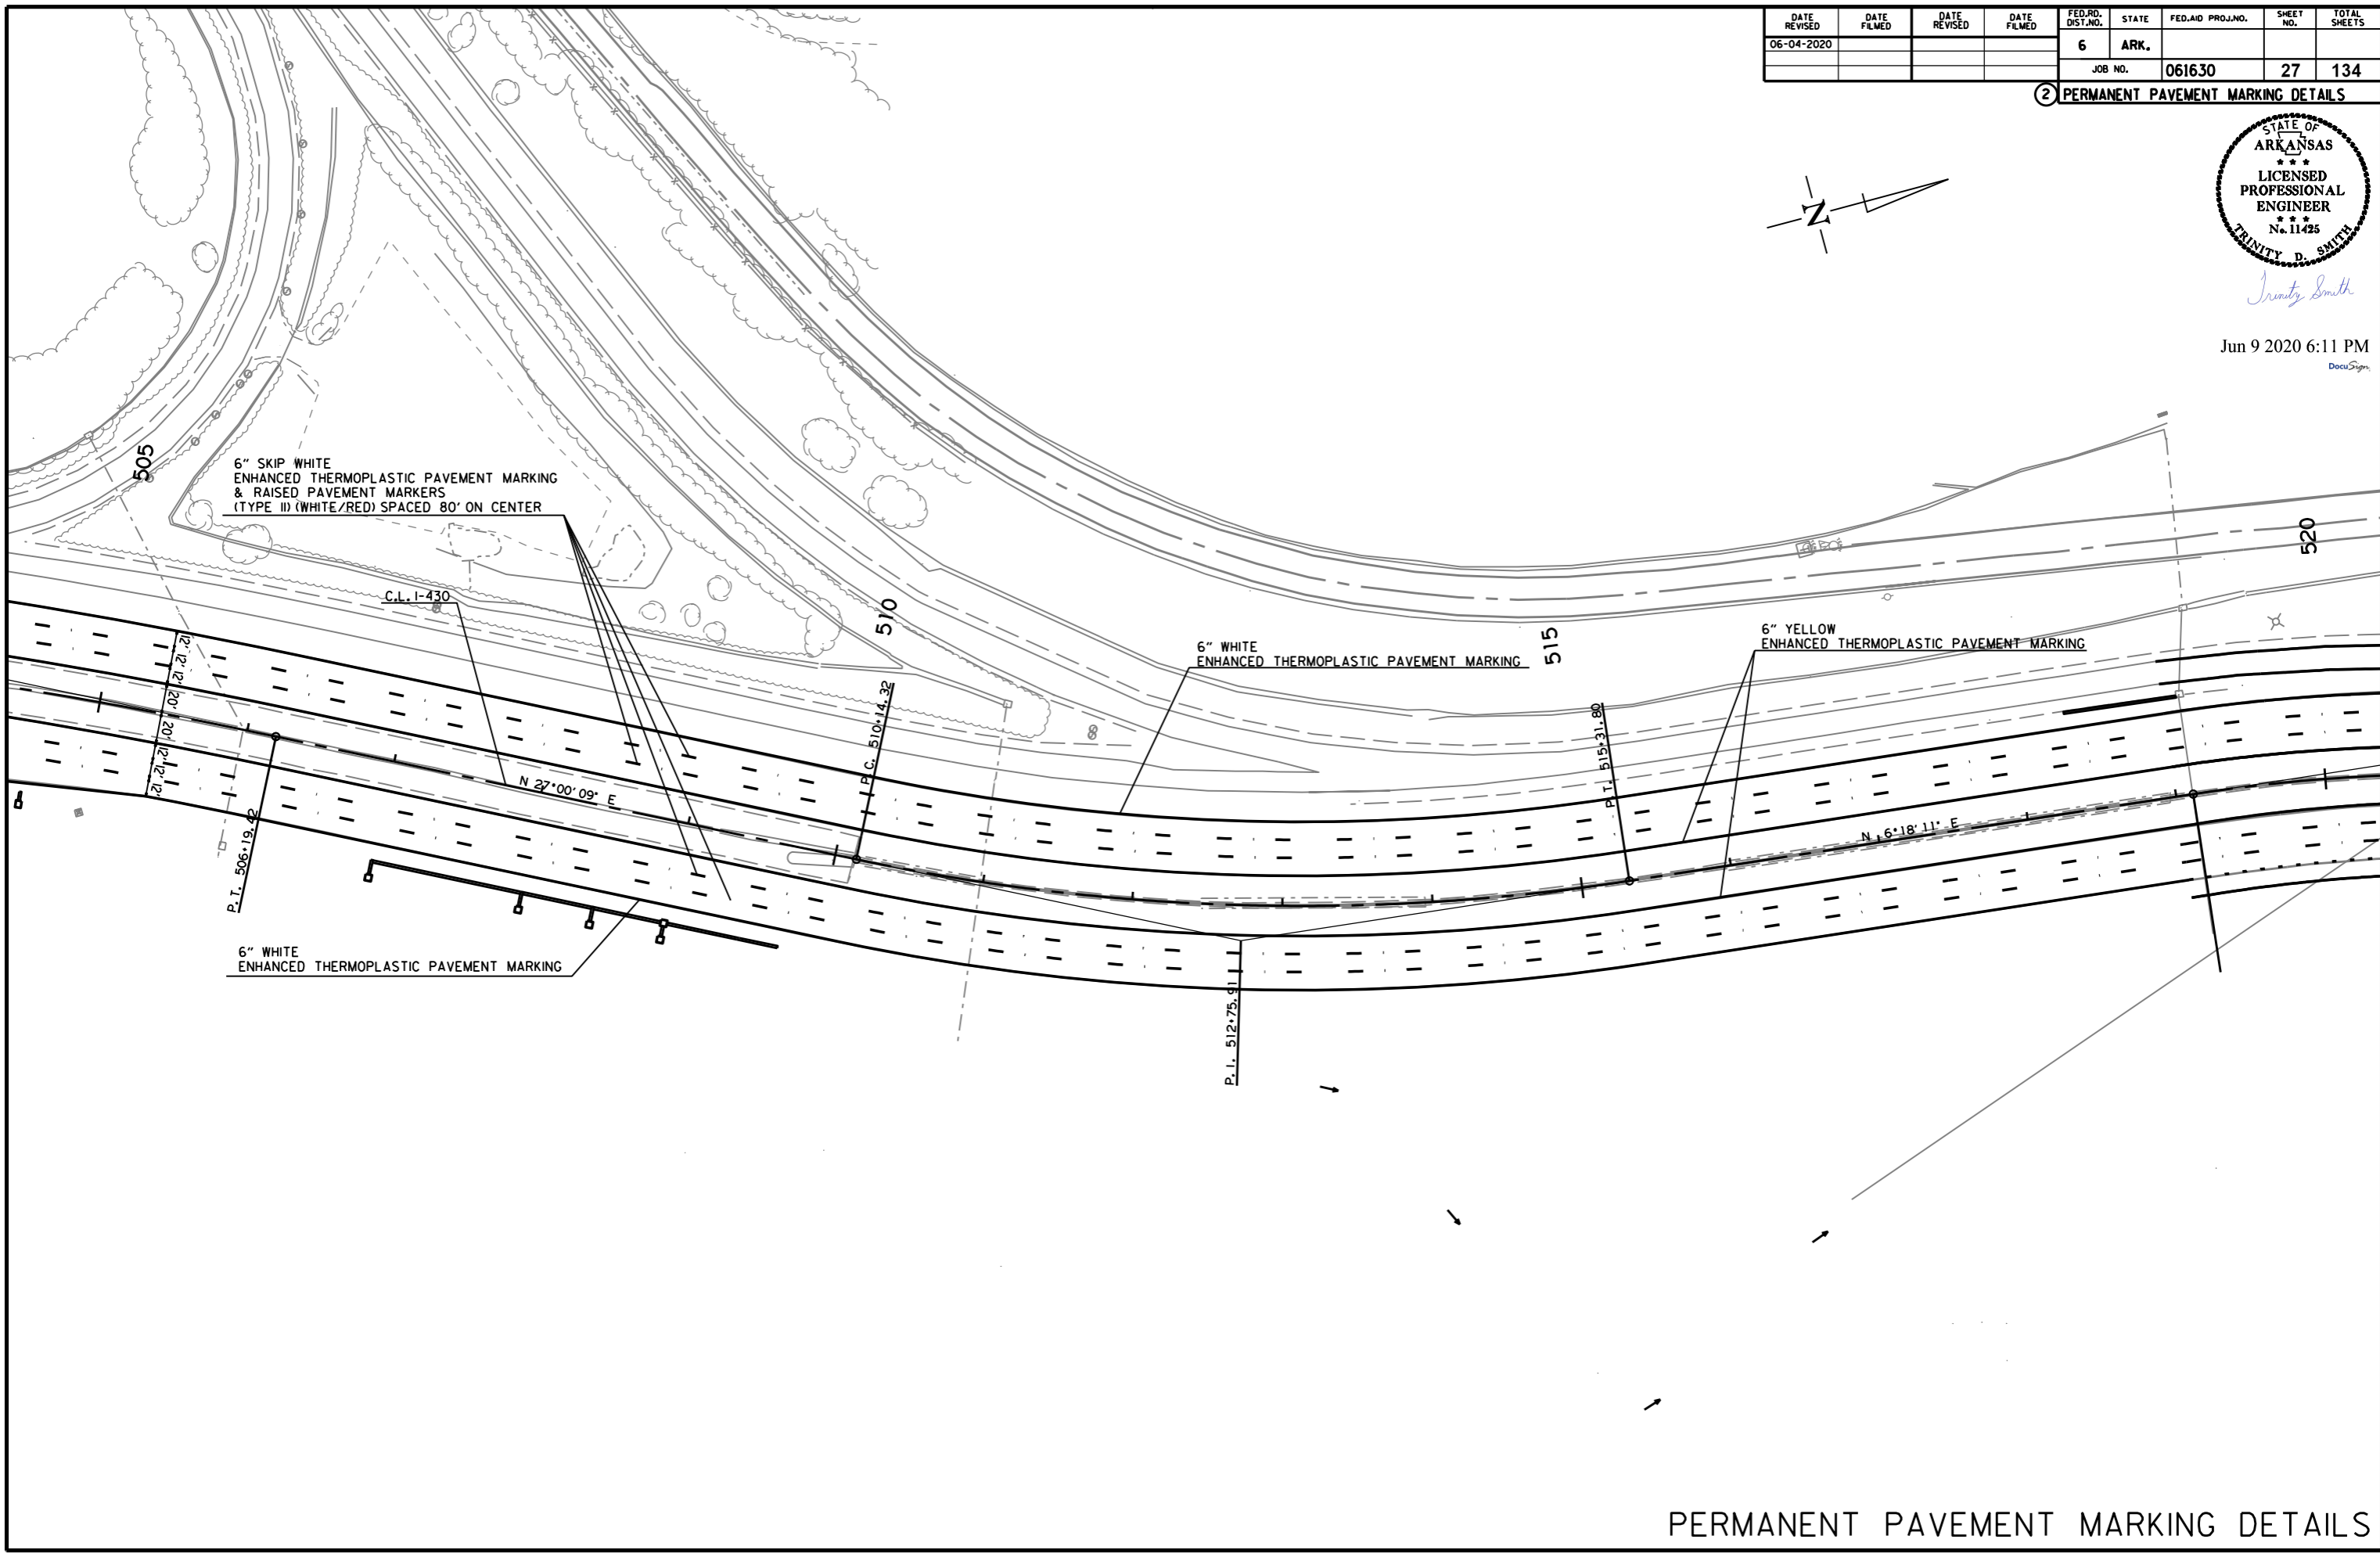 DATE REVISED
DATE FILMED
DATE REVISED
DATE FILMED
FED.RD. DIST.NO.
STATE
FED.AID PROJ.NO.
SHEET NO.
TOTAL SHEETS
06-04-2020
6
ARK.
JOB NO.
061630
27
134
2 PERMANENT PAVEMENT MARKING DETAILS
STATE OF
ARKANSAS
★ ★ ★
LICENSED
PROFESSIONAL
ENGINEER
★ ★ ★
No. 11425
TRINITY D. SMITH
Trinity Smith
Jun 9 2020 6:11 PM
DocuSign
N
505
6" SKIP WHITE
ENHANCED THERMOPLASTIC PAVEMENT MARKING
& RAISED PAVEMENT MARKERS
(TYPE II) (WHITE/RED) SPACED 80' ON CENTER
C.L. I-430
510
515
520
6" WHITE
ENHANCED THERMOPLASTIC PAVEMENT MARKING
6" YELLOW
ENHANCED THERMOPLASTIC PAVEMENT MARKING
12' 12' 20' 20' 12' 12' 12'
P.T. 506+19.42
N 27°00'09" E
P.C. 510+14.32
P.T. 515+31.80
P.I. 512+75.91
6" WHITE
ENHANCED THERMOPLASTIC PAVEMENT MARKING
PERMANENT PAVEMENT MARKING DETAILS